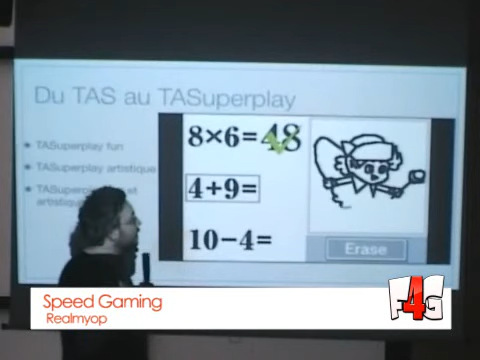 Du TAS au TASuperplay
TASuperplay fun
TASuperplay artistique
8×6=48
4+9=
10-4=
Erase
Speed Gaming
Realmyop
F4G